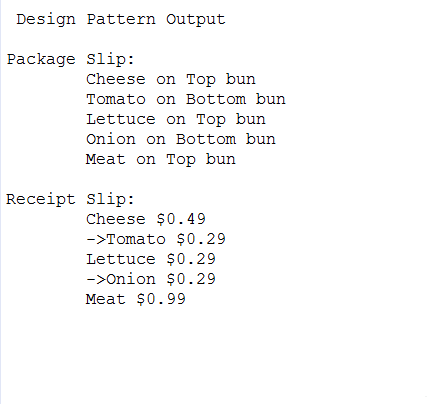 Design Pattern Output
Package Slip:
Cheese on Top bun
Tomato on Bottom bun
Lettuce on Top bun
Onion on Bottom bun
Meat on Top bun
Receipt Slip:
Cheese $0.49
->Tomato $0.29
Lettuce $0.29
->Onion $0.29
Meat $0.99